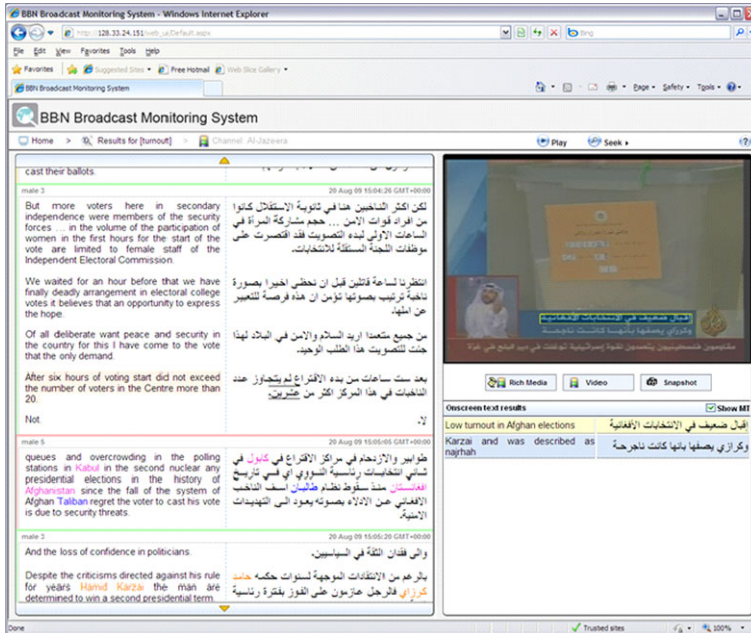 BBN Broadcast Monitoring System - Windows Internet Explorer
http://128.33.24.151/web_ui/Default.aspx
Bing
File Edit View Favorites Tools Help
Favorites Suggested Sites Free Hotmail Web Slice Gallery
BBN Broadcast Monitoring System
Page Safety Tools
BBN Broadcast Monitoring System
Home > Results for [turnout] > Channel: Al-Jazeera
Play Seek
cast their ballots.
male 3 20 Aug 09 15:04:26 GMT+00:00
But more voters here in secondary
independence were members of the security
forces ... in the volume of the participation of
women in the first hours for the start of the
vote are limited to female staff of the
Independent Electoral Commission.
لكن اكثر الناخبين هنا في ثانوية الاستقلال كانوا
من افراد قوات الامن ... حجم مشاركة المرأة في
الساعات الاولى لبدء التصويت فقد اقتصرت على
موظفات اللجنة المستقلة للانتخابات.
We waited for an hour before that we have
finally deadly arrangement in electoral college
votes it believes that an opportunity to express
the hope.
انتظرنا لساعة قاتلين قبل ان نحظى اخيرا بصورة
ناخبة ترتيب بصوتها تؤمن ان هذه فرصة للتعبير
عن املها.
Of all deliberate want peace and security in
the country for this I have come to the vote
that the only demand.
من جميع متعمدا اريد السلام والامن في البلاد لهذا
جئت للتصويت هذا الطلب الوحيد.
After six hours of voting start did not exceed
the number of voters in the Centre more than
20.
بعد ست ساعات من بدء الاقتراع لم يتجاوز عدد
الناخبات في هذا المركز اكثر من عشرين.
Not.
لا.
male 5 20 Aug 09 15:05:05 GMT+00:00
queues and overcrowding in the polling
stations in Kabul in the second nuclear any
presidential elections in the history of
Afghanistan since the fall of the system of
Afghan Taliban regret the voter to cast his vote
is due to security threats.
طوابير والازدحام في مراكز الاقتراع في كابول في
ثاني انتخابات رئاسية النووي اي في تاريخ
افغانستان منذ سقوط نظام طالبان اسف الناخب
الافغاني عن الادلاء بصوته يعود الى التهديدات
الامنية.
male 3 20 Aug 09 15:05:20 GMT+00:00
And the loss of confidence in politicians.
والى فقدان الثقة في السياسيين.
Despite the criticisms directed against his rule
for years Hamid Karzai the man are
determined to win a second presidential term.
بالرغم من الانتقادات الموجهة لسنوات حكمه حامد
كرزاي فالرجل عازمون على الفوز بفترة رئاسية
إقبال ضعيف في الانتخابات الأفغانية
وكرزاي يصفها بأنها كانت ناجحة
Rich Media Video Snapshot
Onscreen text results Show MT
Low turnout in Afghan elections
إقبال ضعيف في الانتخابات الأفغانية
Karzai and was described as
najrhah
وكرازي يصفها بانها كانت ناجرحة
Done Trusted sites 100%